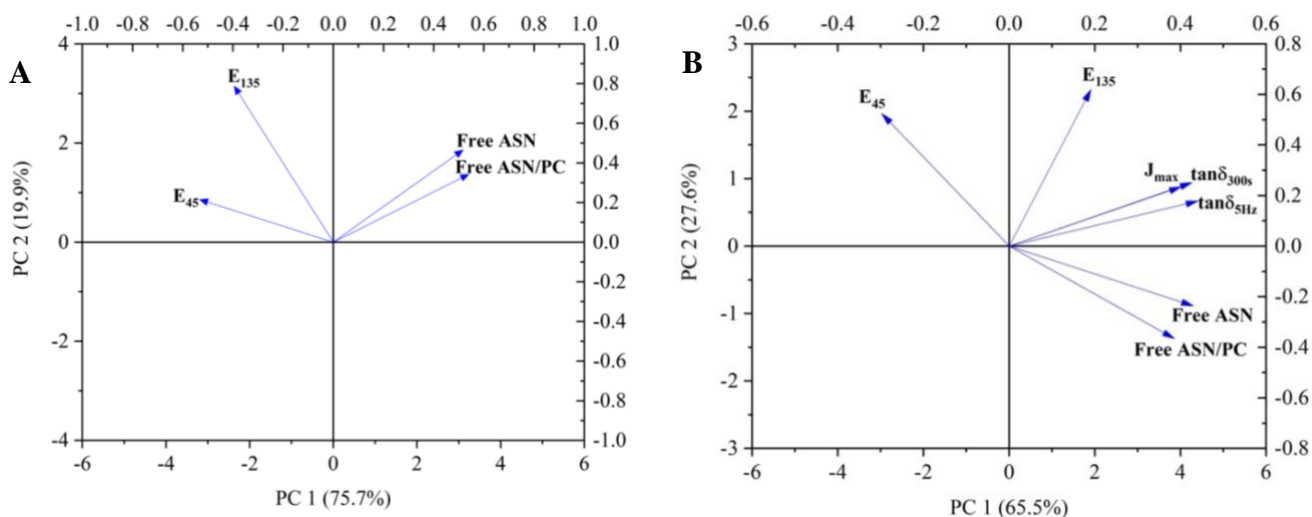 A
-1.0 -0.8 -0.6 -0.4 -0.2 0.0 0.2 0.4 0.6 0.8 1.0
4
2
0
-2
-4
PC 2 (19.9%)
E135
E45
Free ASN
Free ASN/PC
1.0
0.8
0.6
0.4
0.2
0.0
-0.2
-0.4
-0.6
-0.8
-1.0
-6 -4 -2 0 2 4 6
PC 1 (75.7%)
B
-0.6 -0.4 -0.2 0.0 0.2 0.4 0.6
3
2
1
0
-1
-2
-3
PC 2 (27.6%)
E45
E135
Jmax tanδ300s
tanδ5Hz
Free ASN
Free ASN/PC
0.8
0.6
0.4
0.2
0.0
-0.2
-0.4
-0.6
-0.8
-6 -4 -2 0 2 4 6
PC 1 (65.5%)